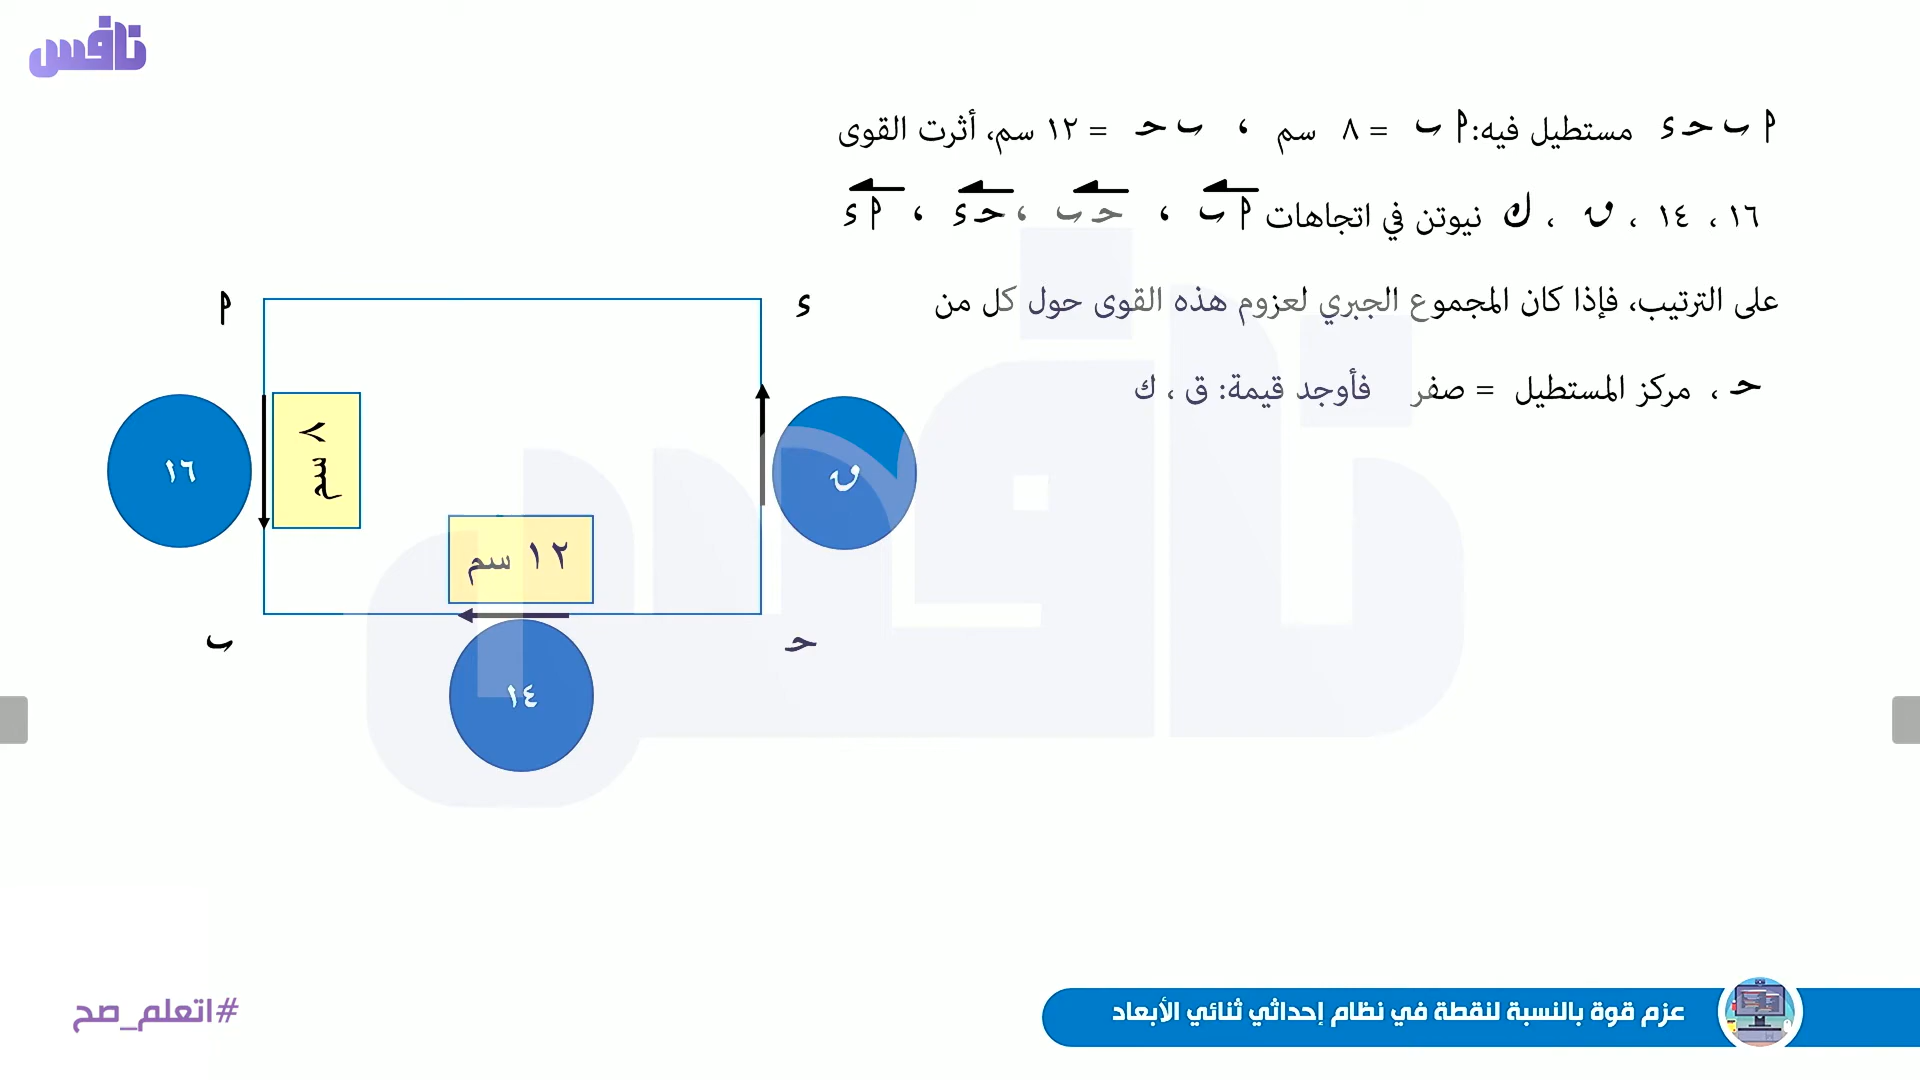 نافس
ا ب حـ ء مستطيل فيه: ا ب = ٨ سم ، ب حـ = ١٢ سم، أثرت القوى
١٦ ، ١٤ ، ق ، ك نيوتن في اتجاهات ا ب ، حـ ب ، حـ ء ، ا ء
على الترتيب، فإذا كان المجموع الجبري لعزوم هذه القوى حول كل من
حـ ، مركز المستطيل = صفر فأوجد قيمة: ق ، ك
ا
ء
١٦
٧ سم
ق
١٢ سم
ب
حـ
١٤
#اتعلم_صح
عزم قوة بالنسبة لنقطة في نظام إحداثي ثنائي الأبعاد